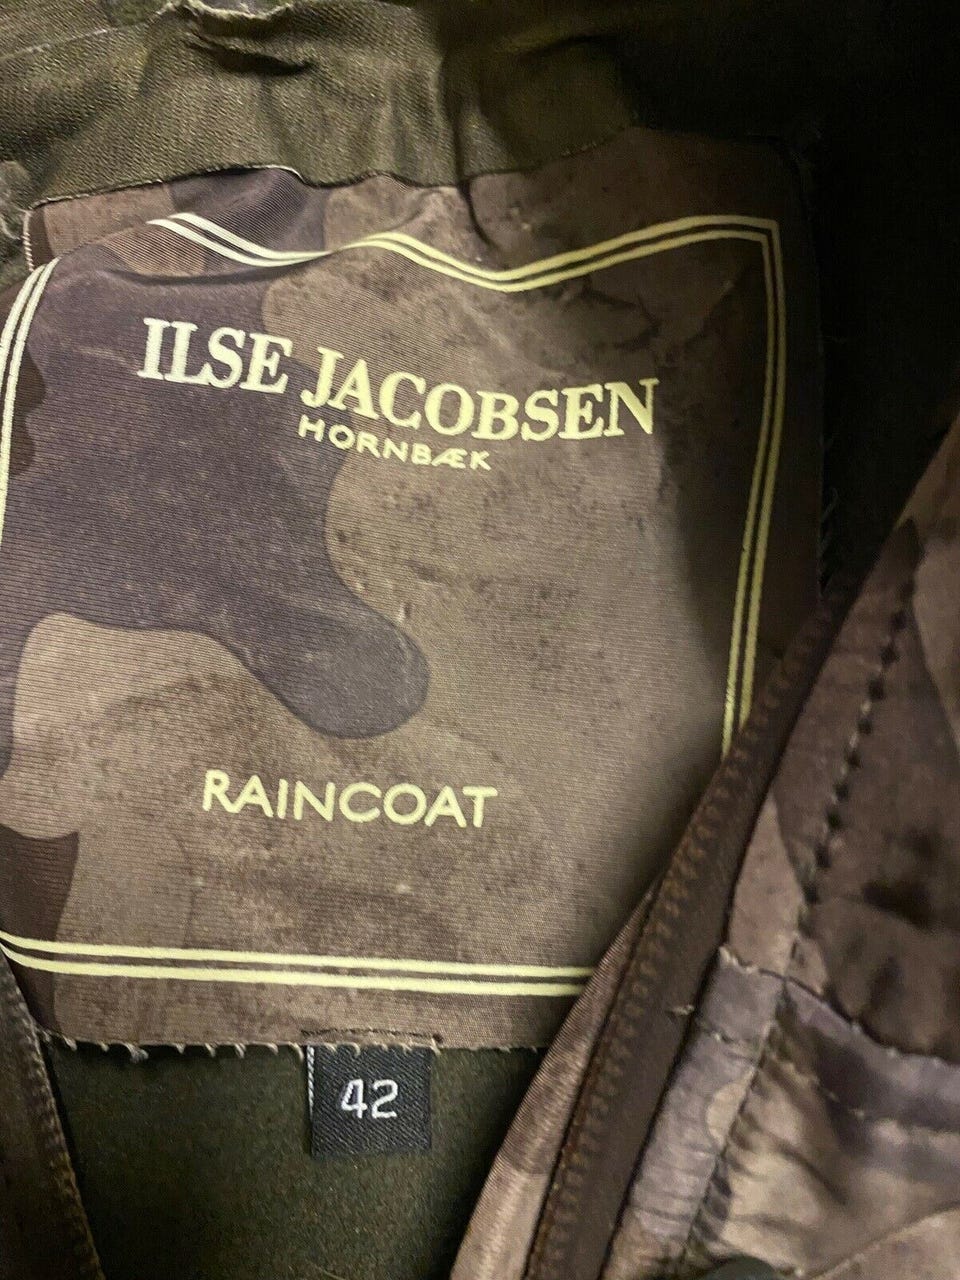 ILSE JACOBSEN
HORNBÆK
RAINCOAT
42